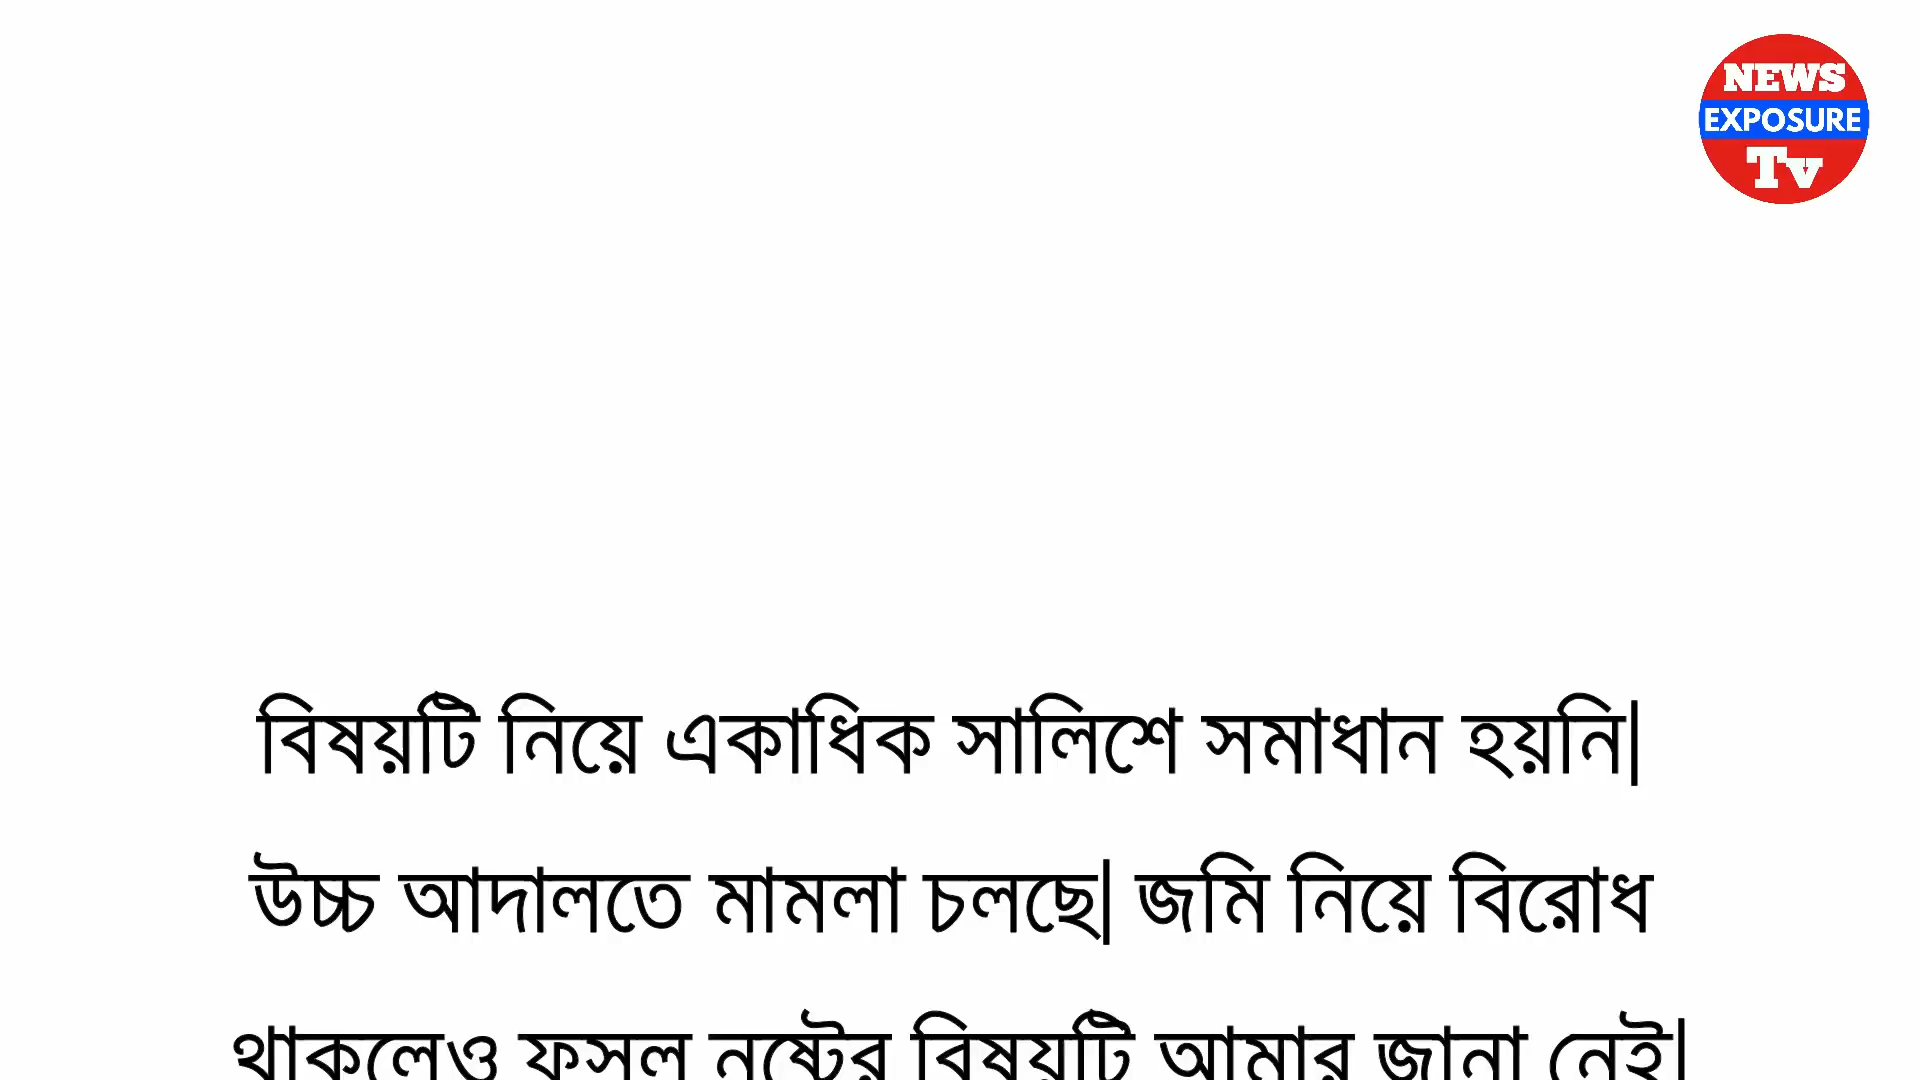 NEWS
EXPOSURE
Tv
বিষয়টি নিয়ে একাধিক সালিশে সমাধান হয়নি|
উচ্চ আদালতে মামলা চলছে| জমি নিয়ে বিরোধ
থাকলেও ফসল নষ্টের বিষয়টি আমার জানা নেই|